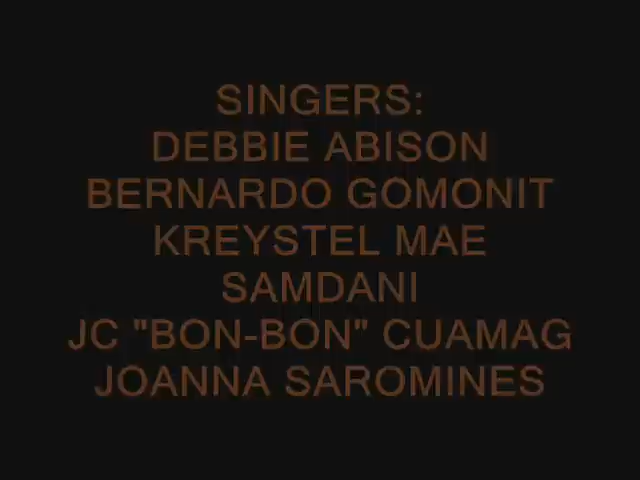 SINGERS:
DEBBIE ABISON
BERNARDO GOMONIT
KREYSTEL MAE
SAMDANI
JC "BON-BON" CUAMAG
JOANNA SAROMINES